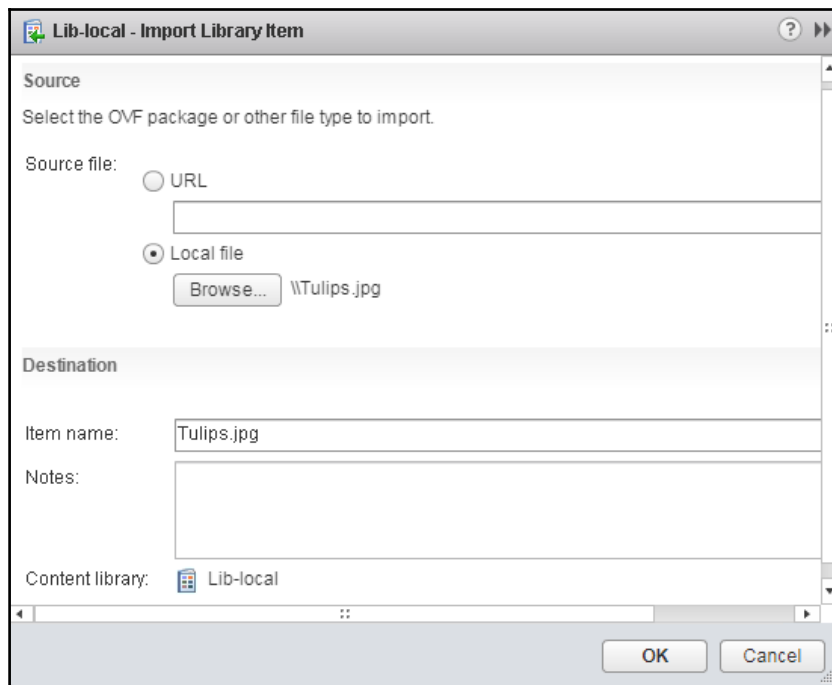 Lib-local - Import Library Item
?
Source
Select the OVF package or other file type to import.
Source file:
URL
Local file
Browse... \\Tulips.jpg
Destination
Item name: Tulips.jpg
Notes:
Content library: Lib-local
OK Cancel